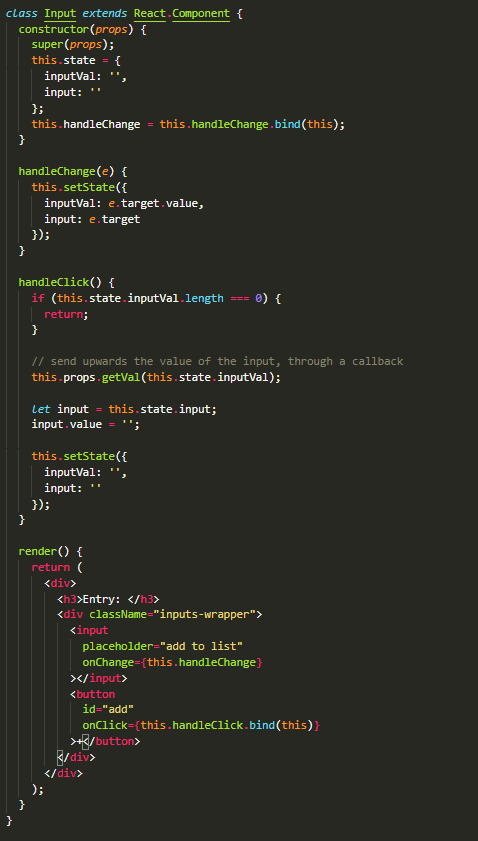 class Input extends React.Component {
  constructor(props) {
    super(props);
    this.state = {
      inputVal: '',
      input: ''
    };
    this.handleChange = this.handleChange.bind(this);
  }

  handleChange(e) {
    this.setState({
      inputVal: e.target.value,
      input: e.target
    });
  }

  handleClick() {
    if (this.state.inputVal.length === 0) {
      return;
    }

    // send upwards the value of the input, through a callback
    this.props.getVal(this.state.inputVal);

    let input = this.state.input;
    input.value = '';

    this.setState({
      inputVal: '',
      input: ''
    });
  }

  render() {
    return (
      <div>
        <h3>Entry: </h3>
        <div className="inputs-wrapper">
          <input
            placeholder="add to list"
            onChange={this.handleChange}
          ></input>
          <button
            id="add"
            onClick={this.handleClick.bind(this)}
          >+</button>
        </div>
      </div>
    );
  }
}